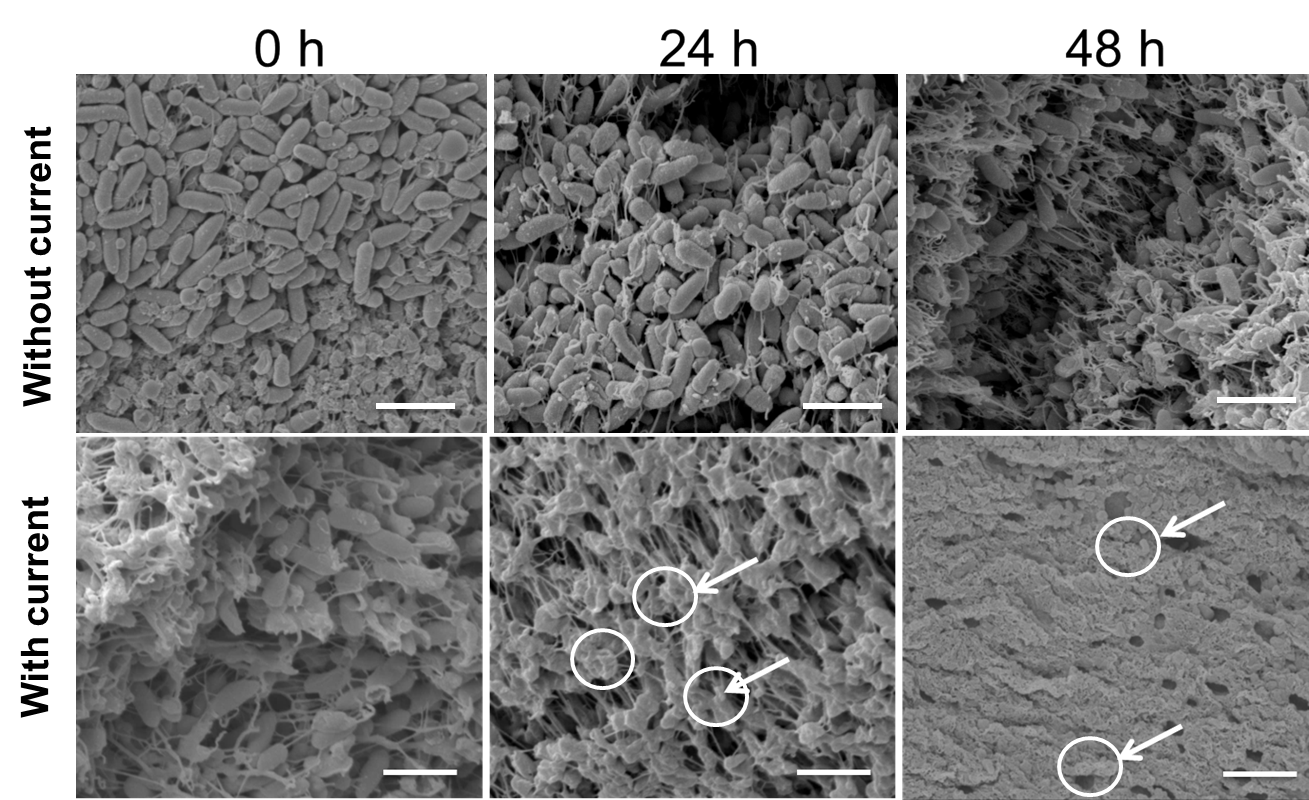 0 h
24 h
48 h
Without current
With current